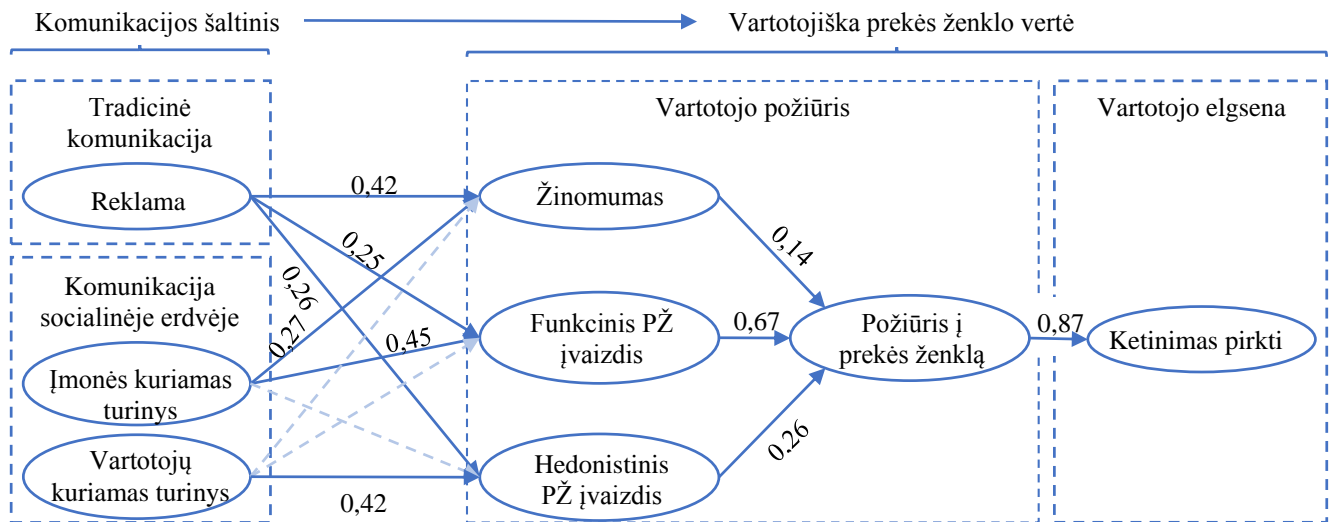 Komunikacijos šaltinis
Vartotojiška prekės ženklo vertė
Tradicinė
komunikacija
Reklama
Komunikacija
socialinėje erdvėje
Įmonės kuriamas
turinys
Vartotojų
kuriamas turinys
0,42
0,25
0,26
0,27
0,45
0,42
Vartotojo požiūris
Žinomumas
Funkcinis PŽ
įvaizdis
Hedonistinis
PŽ įvaizdis
0,14
0,67
0.26
Požiūris į
prekės ženklą
0,87
Vartotojo elgsena
Ketinimas pirkti